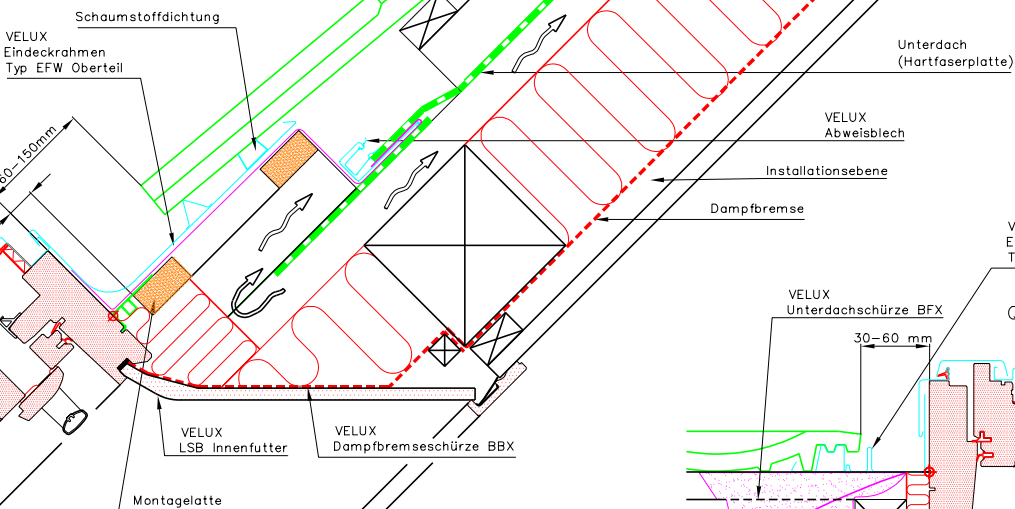 Schaumstoffdichtung
VELUX
Eindeckrahmen
Typ EFW Oberteil
60-150mm
Unterdach
(Hartfaserplatte)
VELUX
Abweisblech
Installationsebene
Dampfbremse
VELUX
Unterdachschürze BFX
30-60 mm
VELUX
LSB Innenfutter
VELUX
Dampfbremseschürze BBX
Montagelatte